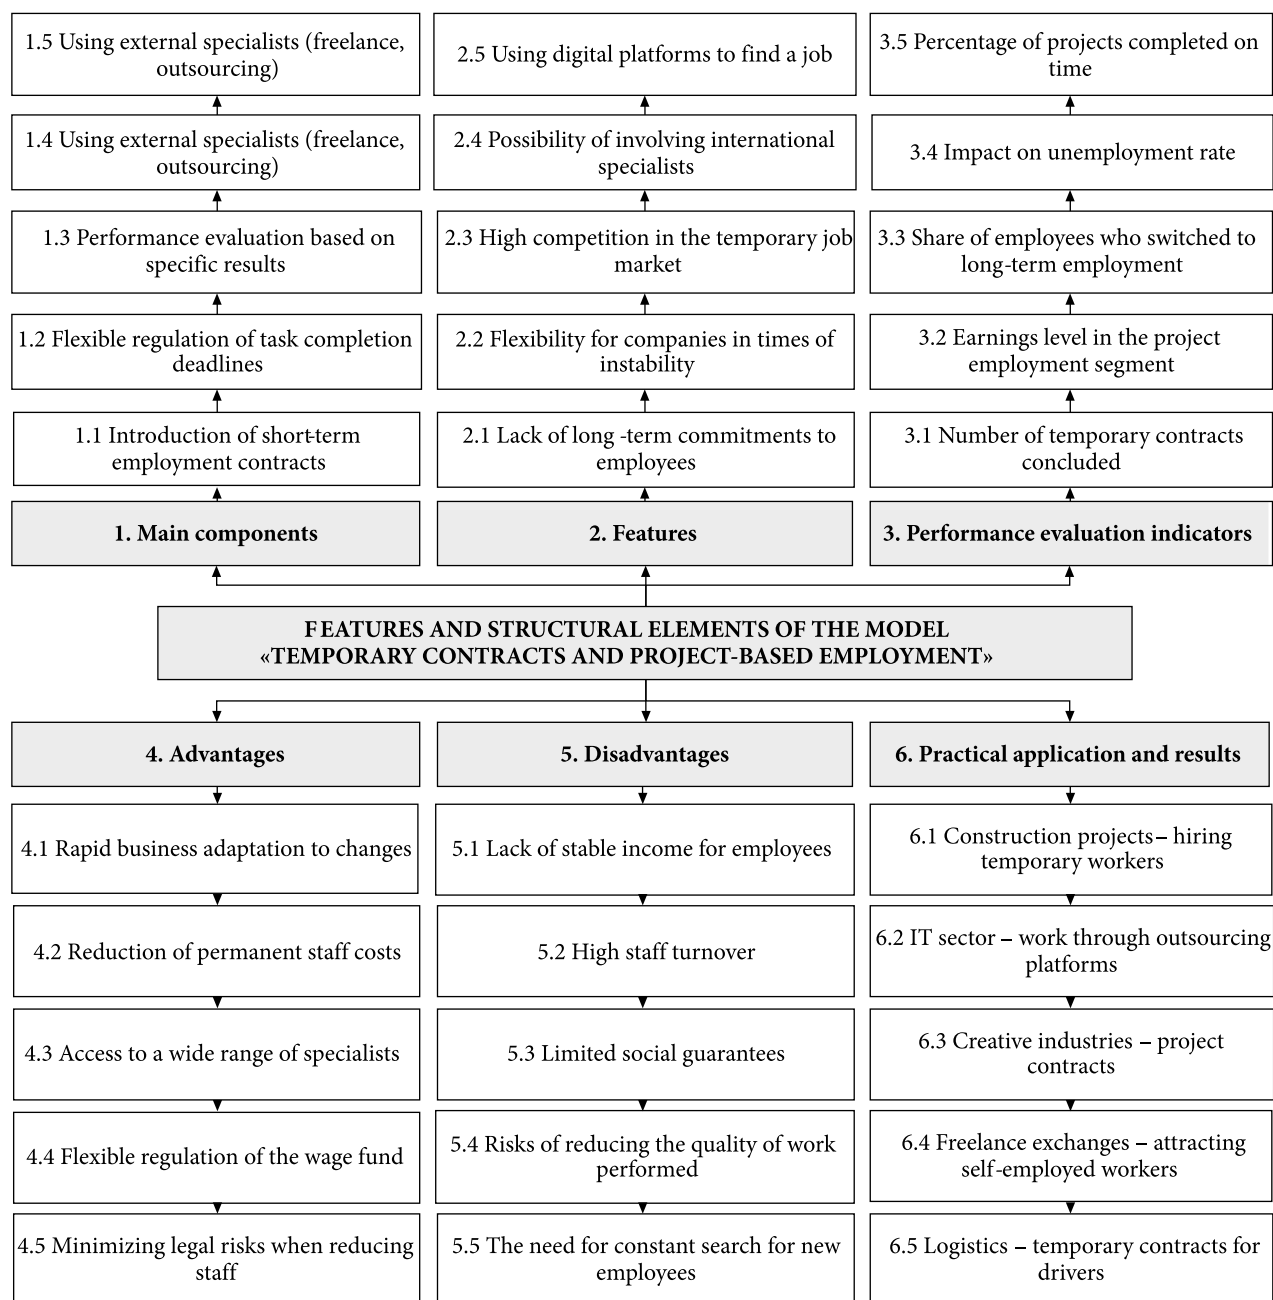 1.5 Using external specialists (freelance,
outsourcing)
2.5 Using digital platforms to find a job
3.5 Percentage of projects completed on
time
1.4 Using external specialists (freelance,
outsourcing)
2.4 Possibility of involving international
specialists
3.4 Impact on unemployment rate
1.3 Performance evaluation based on
specific results
2.3 High competition in the temporary job
market
3.3 Share of employees who switched to
long-term employment
1.2 Flexible regulation of task completion
deadlines
2.2 Flexibility for companies in times of
instability
3.2 Earnings level in the project
employment segment
1.1 Introduction of short-term
employment contracts
2.1 Lack of long -term commitments to
employees
3.1 Number of temporary contracts
concluded
1. Main components
2. Features
3. Performance evaluation indicators
FEATURES AND STRUCTURAL ELEMENTS OF THE MODEL
«TEMPORARY CONTRACTS AND PROJECT-BASED EMPLOYMENT»
4. Advantages
5. Disadvantages
6. Practical application and results
4.1 Rapid business adaptation to changes
5.1 Lack of stable income for employees
6.1 Construction projects – hiring
temporary workers
4.2 Reduction of permanent staff costs
5.2 High staff turnover
6.2 IT sector – work through outsourcing
platforms
4.3 Access to a wide range of specialists
5.3 Limited social guarantees
6.3 Creative industries – project
contracts
4.4 Flexible regulation of the wage fund
5.4 Risks of reducing the quality of work
performed
6.4 Freelance exchanges – attracting
self-employed workers
4.5 Minimizing legal risks when reducing
staff
5.5 The need for constant search for new
employees
6.5 Logistics – temporary contracts for
drivers